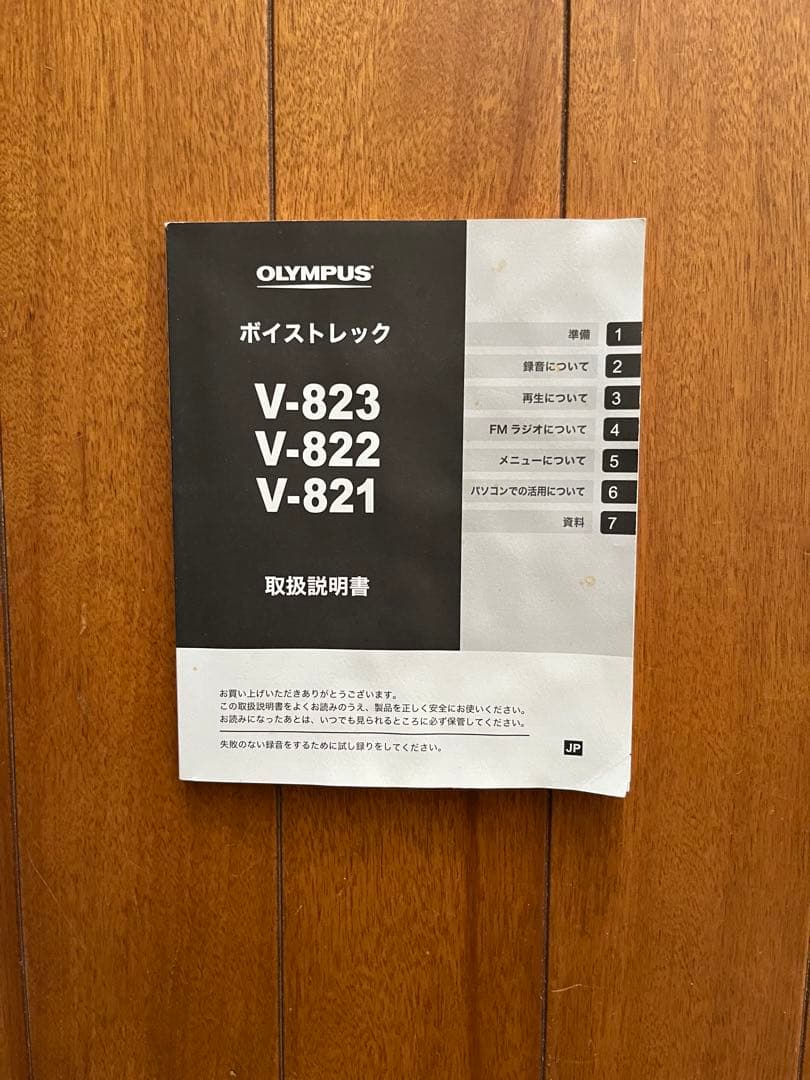 OLYMPUS
ボイストレック
V-823
V-822
V-821
取扱説明書
準備 1
録音について 2
再生について 3
FM ラジオについて 4
メニューについて 5
パソコンでの活用について 6
資料 7
お買い上げいただきありがとうございます。
この取扱説明書をよくお読みのうえ、製品を正しく安全にお使いください。
お読みになったあとは、いつでも見られるところに必ず保管してください。
失敗のない録音をするために試し録りをしてください。
JP